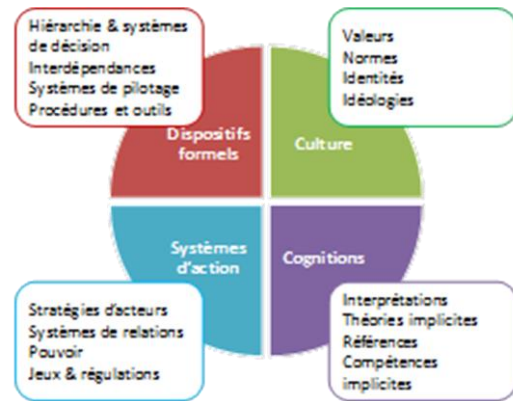 Hiérarchie & systèmes
de décision
Interdépendances
Systèmes de pilotage
Procédures et outils
Valeurs
Normes
Identités
Idéologies
Dispositifs
formels
Culture
Systèmes
d'action
Cognitions
Stratégies d'acteurs
Systèmes de relations
Pouvoir
Jeux & régulations
Interprétations
Théories implicites
Références
Compétences
implicites